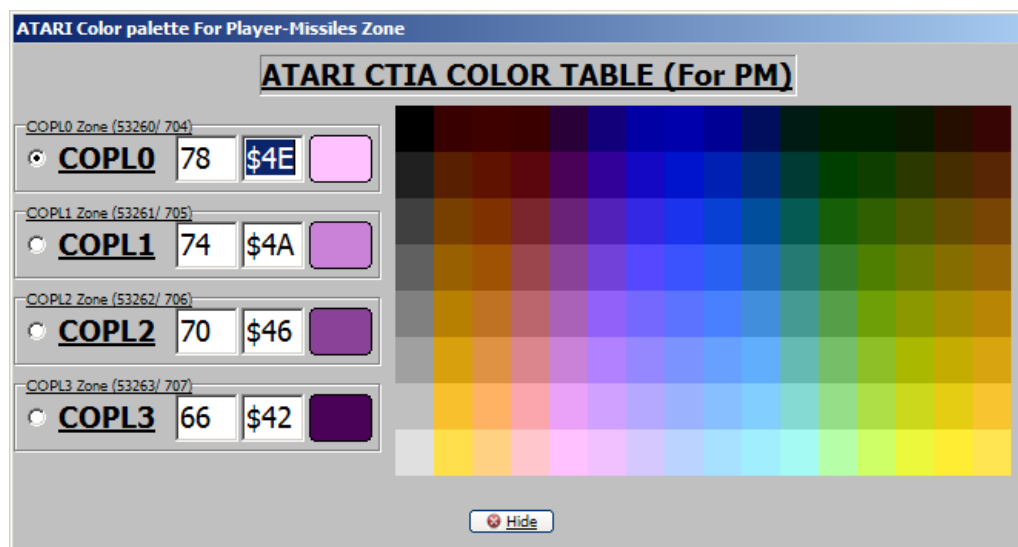 ATARI Color palette For Player-Missiles Zone
ATARI CTIA COLOR TABLE (For PM)
COPL0 Zone (53260/ 704)
COPL0 78 $4E
COPL1 Zone (53261/ 705)
COPL1 74 $4A
COPL2 Zone (53262/ 706)
COPL2 70 $46
COPL3 Zone (53263/ 707)
COPL3 66 $42
Hide